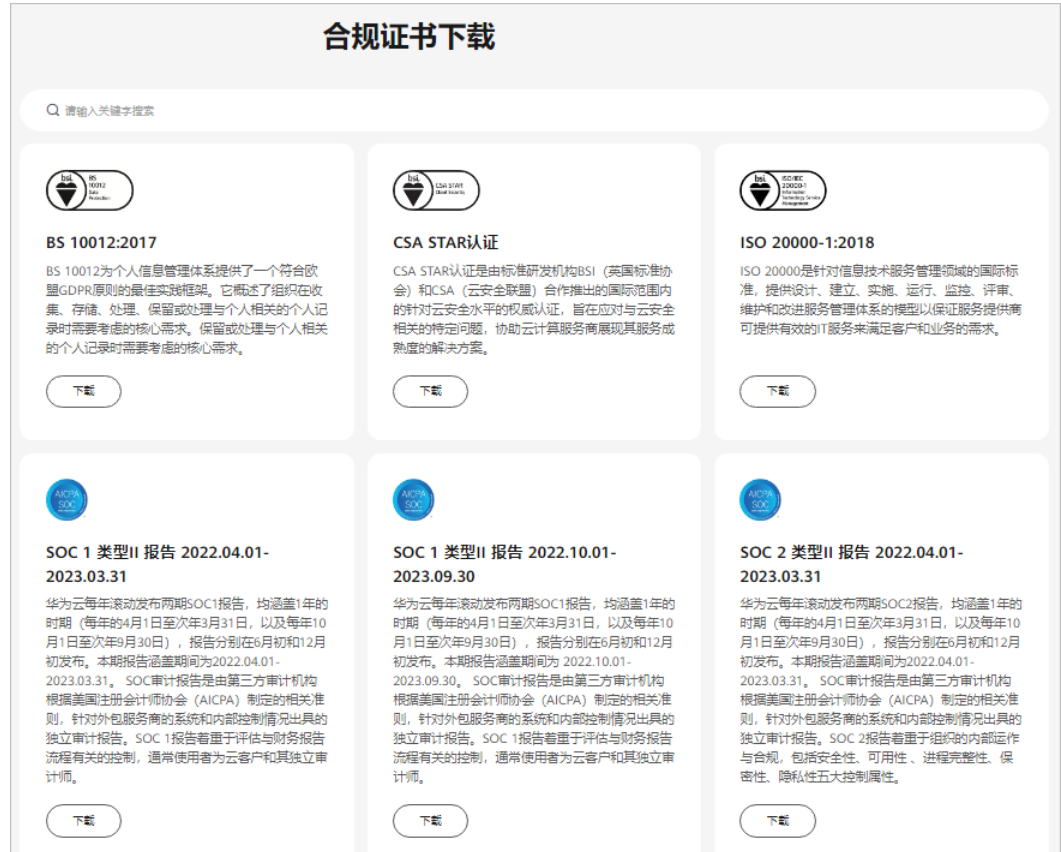 合规证书下载
请输入关键字搜索
bsi.
BS
10012
Data
Protection
BS 10012:2017
BS 10012为个人信息管理体系提供了一个符合欧
盟GDPR原则的最佳实践框架。它概述了组织在收
集、存储、处理、保留或处理与个人相关的个人记
录时需要考虑的核心需求。保留或处理与个人相关
的个人记录时需要考虑的核心需求。
下载
bsi.
CSA STAR
Cloud Security
CSA STAR认证
CSA STAR认证是由标准研发机构BSI（英国标准协
会）和CSA（云安全联盟）合作推出的国际范围内
的针对云安全水平的权威认证，旨在应对与云安全
相关的特定问题，协助云计算服务商展现其服务成
熟度的解决方案。
下载
bsi.
ISO/IEC
20000-1
Information
Technology Service
Management
ISO 20000-1:2018
ISO 20000是针对信息技术服务管理领域的国际标
准，提供设计、建立、实施、运行、监控、评审、
维护和改进服务管理体系的模型以保证服务提供商
可提供有效的IT服务来满足客户和业务的需求。
下载
AICPA
SOC
SOC 1 类型II 报告 2022.04.01-
2023.03.31
华为云每年滚动发布两期SOC1报告，均涵盖1年的
时期（每年的4月1日至次年3月31日，以及每年10
月1日至次年9月30日），报告分别在6月初和12月
初发布。本期报告涵盖期间为2022.04.01-
2023.03.31。 SOC审计报告是由第三方审计机构
根据美国注册会计师协会（AICPA）制定的相关准
则，针对外包服务商的系统和内部控制情况出具的
独立审计报告。SOC 1报告着重于评估与财务报告
流程有关的控制，通常使用者为云客户和其独立审
计师。
下载
AICPA
SOC
SOC 1 类型II 报告 2022.10.01-
2023.09.30
华为云每年滚动发布两期SOC1报告，均涵盖1年的
时期（每年的4月1日至次年3月31日，以及每年10
月1日至次年9月30日），报告分别在6月初和12月
初发布。本期报告涵盖期间为 2022.10.01-
2023.09.30。 SOC审计报告是由第三方审计机构
根据美国注册会计师协会（AICPA）制定的相关准
则，针对外包服务商的系统和内部控制情况出具的
独立审计报告。SOC 1报告着重于评估与财务报告
流程有关的控制，通常使用者为云客户和其独立审
计师。
下载
AICPA
SOC
SOC 2 类型II 报告 2022.04.01-
2023.03.31
华为云每年滚动发布两期SOC2报告，均涵盖1年的
时期（每年的4月1日至次年3月31日，以及每年10
月1日至次年9月30日），报告分别在6月初和12月
初发布。本期报告涵盖期间为2022.04.01-
2023.03.31。 SOC审计报告是由第三方审计机构
根据美国注册会计师协会（AICPA）制定的相关准
则，针对外包服务商的系统和内部控制情况出具的
独立审计报告。SOC 2报告着重于组织的内部运作
与合规，包括安全性、可用性 、进程完整性、保
密性、隐私性五大控制属性。
下载